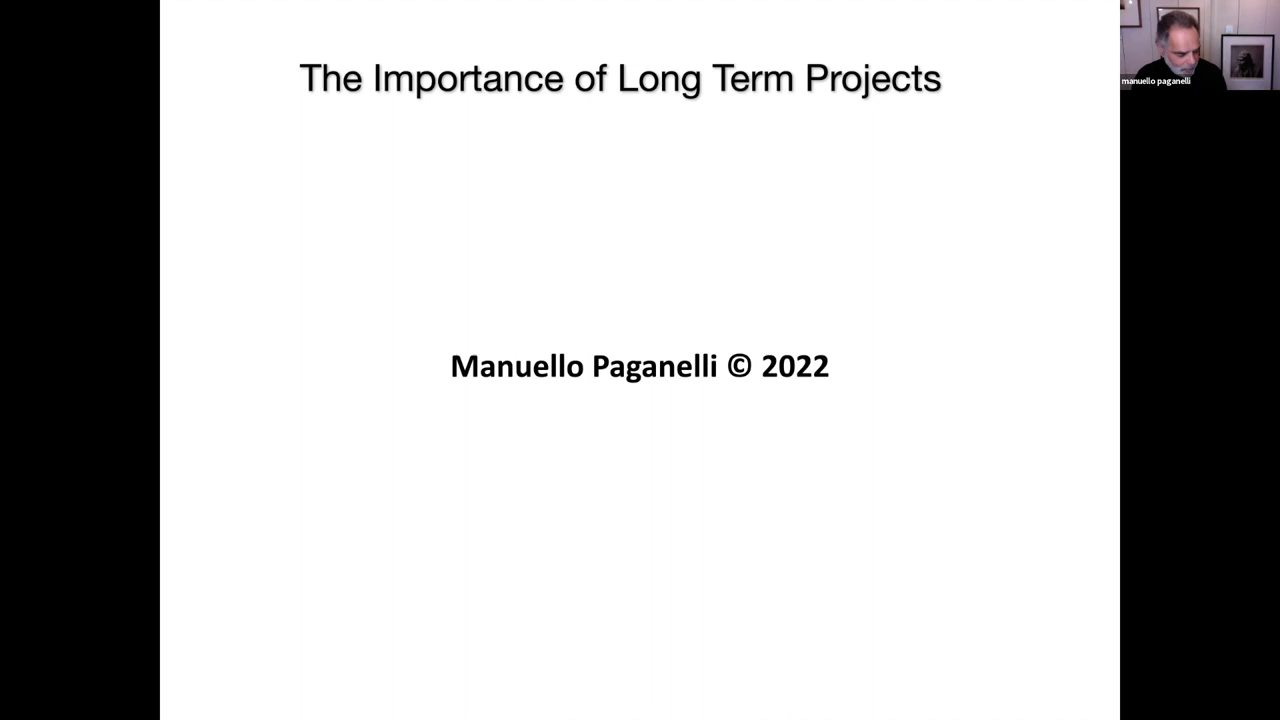 The Importance of Long Term Projects
manuello paganelli
Manuello Paganelli © 2022